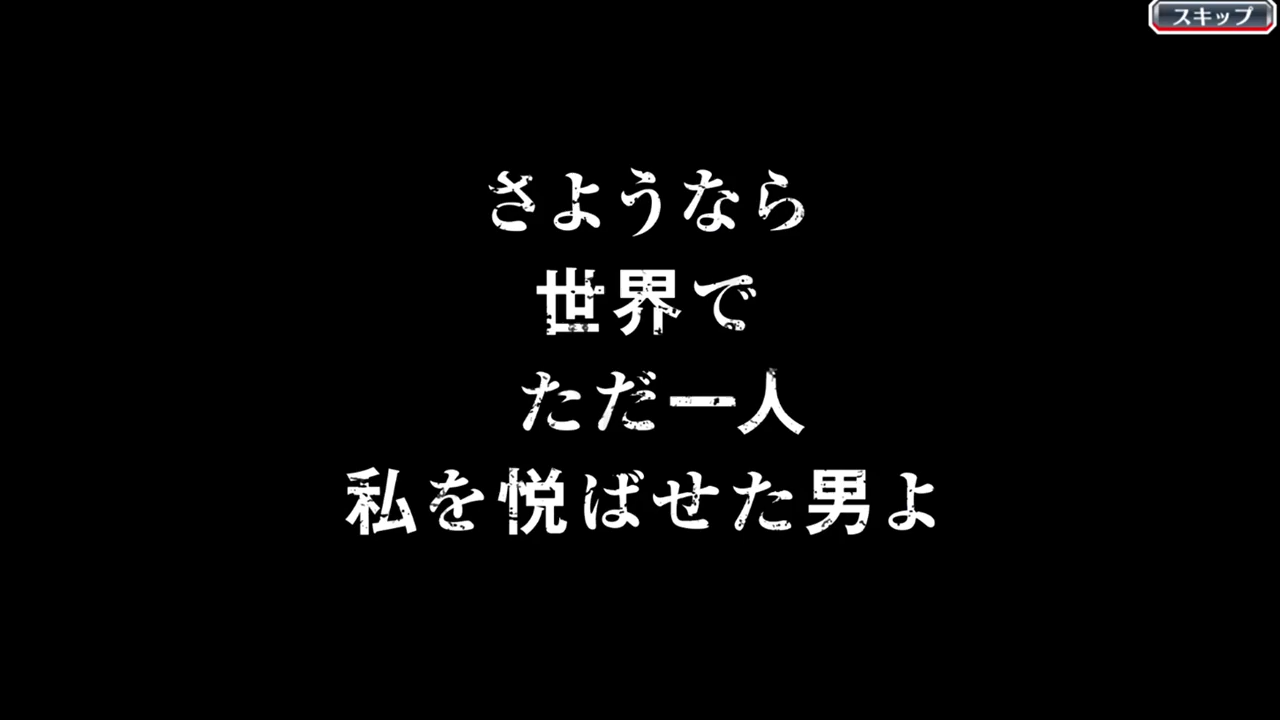 スキップ
さようなら
世界で
ただ一人
私を悦ばせた男よ